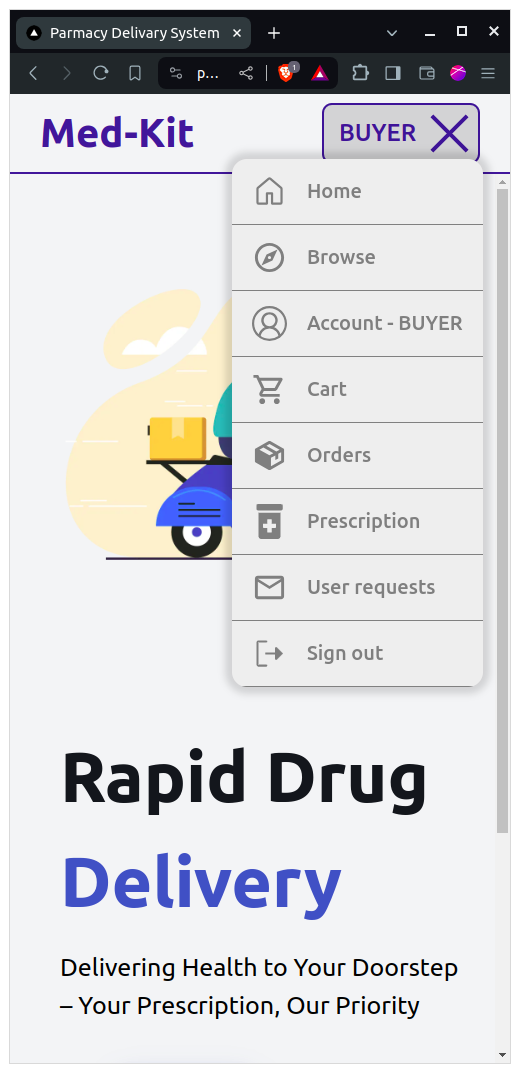 Parmacy Delivary System
p...
1
Med-Kit
BUYER
Home
Browse
Account - BUYER
Cart
Orders
Prescription
User requests
Sign out
Rapid Drug
Delivery
Delivering Health to Your Doorstep
– Your Prescription, Our Priority